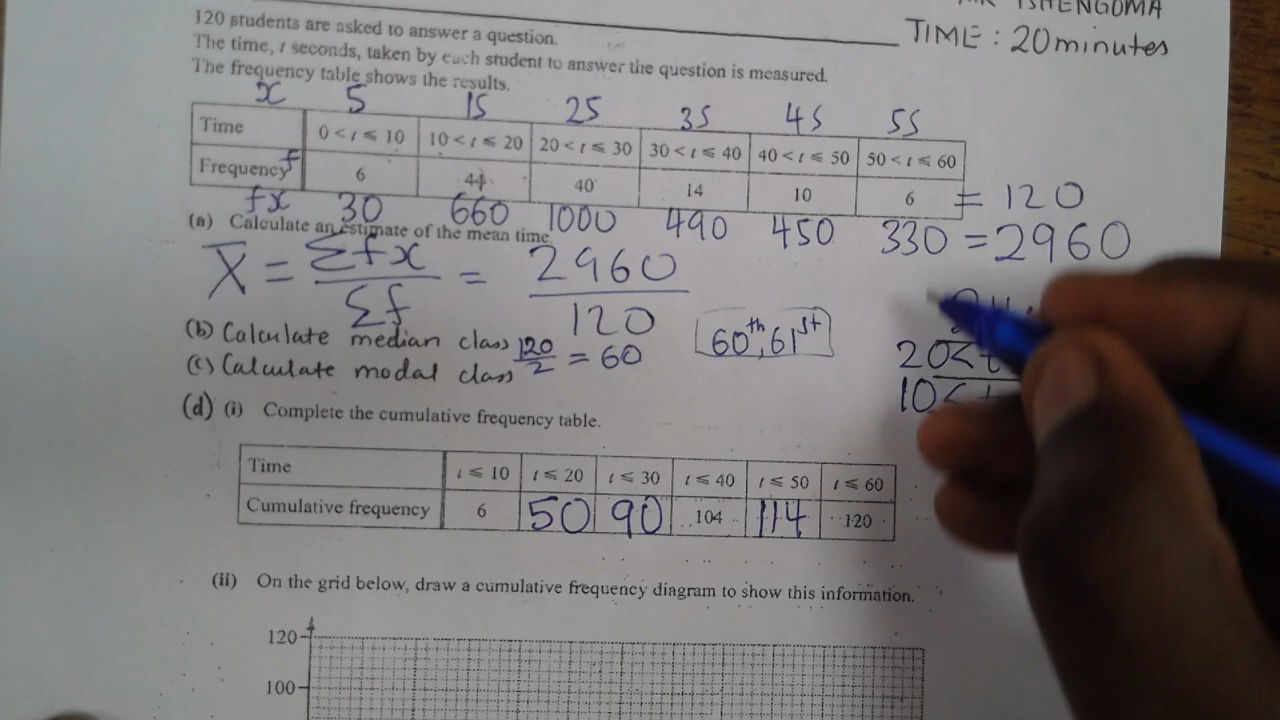 MR ISHENGOMA
TIME : 20 minutes
120 students are asked to answer a question.
The time, t seconds, taken by each student to answer the question is measured.
The frequency table shows the results.
x 5 15 25 35 45 55
Time 0 < t ≤ 10 10 < t ≤ 20 20 < t ≤ 30 30 < t ≤ 40 40 < t ≤ 50 50 < t ≤ 60
Frequency f 6 44 40 14 10 6 = 120
fx 30 660 1000 490 450 330 = 2960
(a) Calculate an estimate of the mean time.
X̄ = Σfx / Σf = 2960 / 120
(b) Calculate median class 120/2 = 60 60th, 61st 20 < t
(c) Calculate modal class 10 < t
(d) (i) Complete the cumulative frequency table.
Time t ≤ 10 t ≤ 20 t ≤ 30 t ≤ 40 t ≤ 50 t ≤ 60
Cumulative frequency 6 50 90 104 114 120
(ii) On the grid below, draw a cumulative frequency diagram to show this information.
120
100